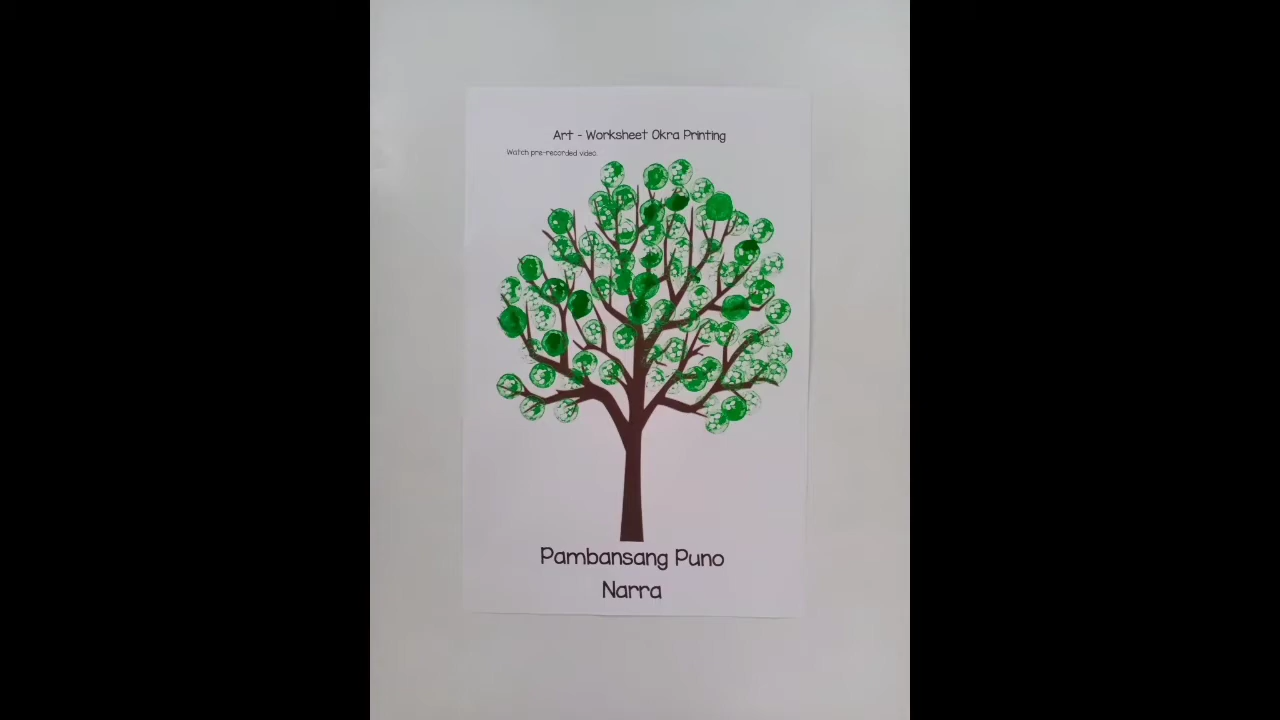 Art - Worksheet Okra Printing
Watch pre-recorded video.
Pambansang Puno
Narra